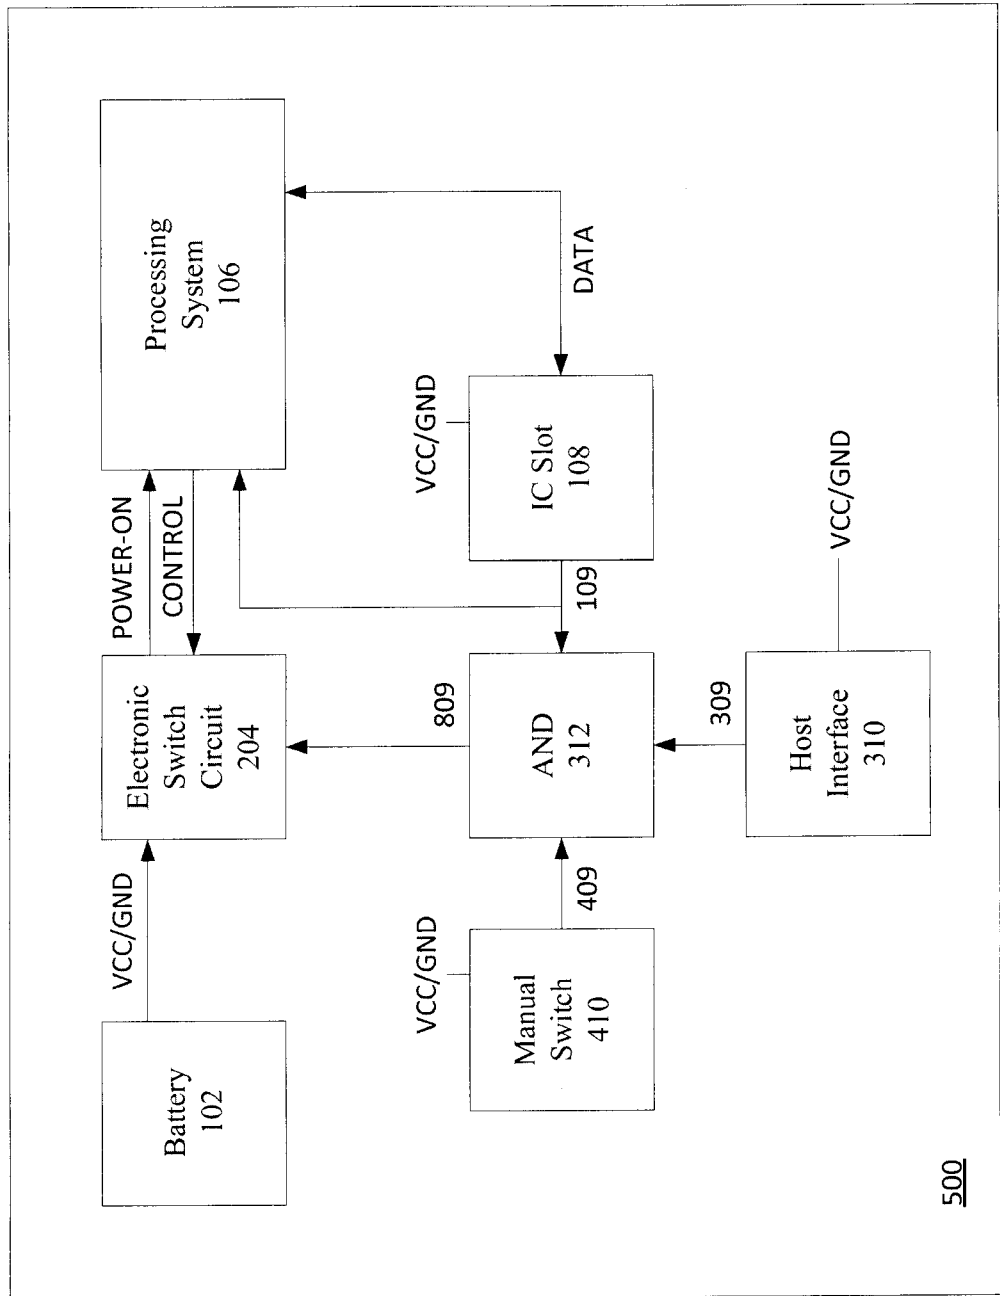 Battery
102
VCC/GND
Electronic
Switch
Circuit
204
POWER-ON
CONTROL
Processing
System
106
VCC/GND
Manual
Switch
410
409
809
AND
312
109
VCC/GND
IC Slot
108
DATA
309
Host
Interface
310
VCC/GND
500